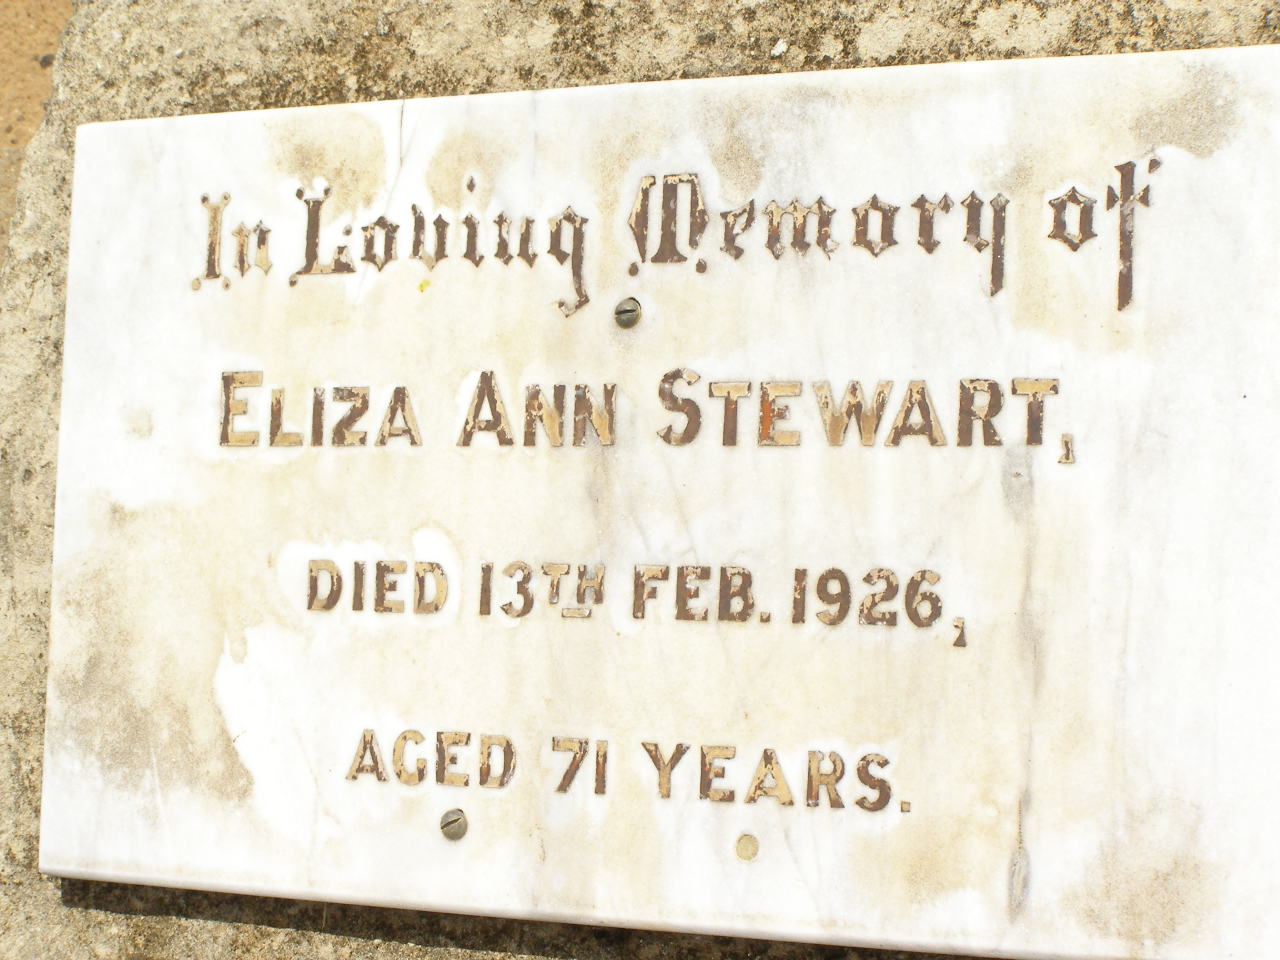 In Loving Memory of
ELIZA ANN STEWART,
DIED 13TH FEB. 1926,
AGED 71 YEARS.